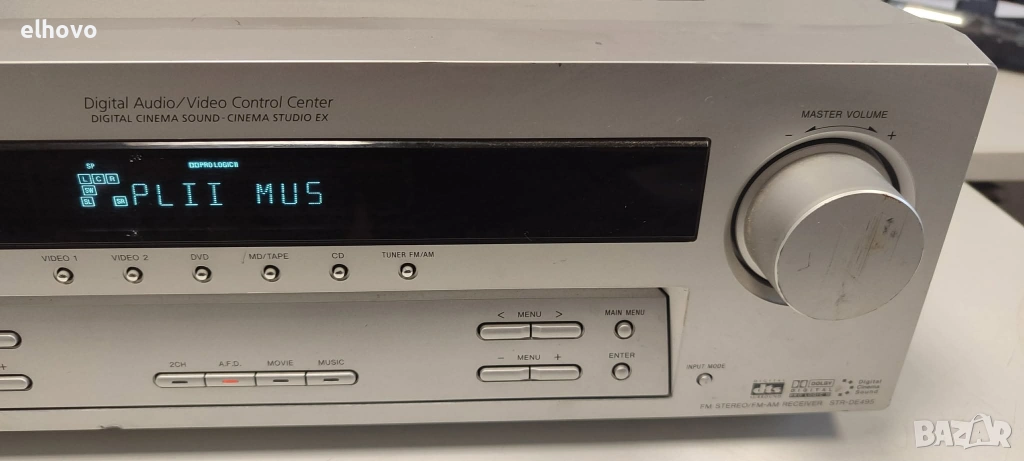 elhovo
Digital Audio/Video Control Center
DIGITAL CINEMA SOUND · CINEMA STUDIO EX
MASTER VOLUME
− +
SP
PRO LOGIC II
L C R
SW
SL SR
PLII MUS
VIDEO 1 VIDEO 2 DVD MD/TAPE CD TUNER FM/AM
< MENU > MAIN MENU
− MENU + ENTER
+
2CH A.F.D. MOVIE MUSIC
INPUT MODE
dts DOLBY DIGITAL Digital Cinema Sound
FM STEREO/FM-AM RECEIVER STR-DE495
BAZAR